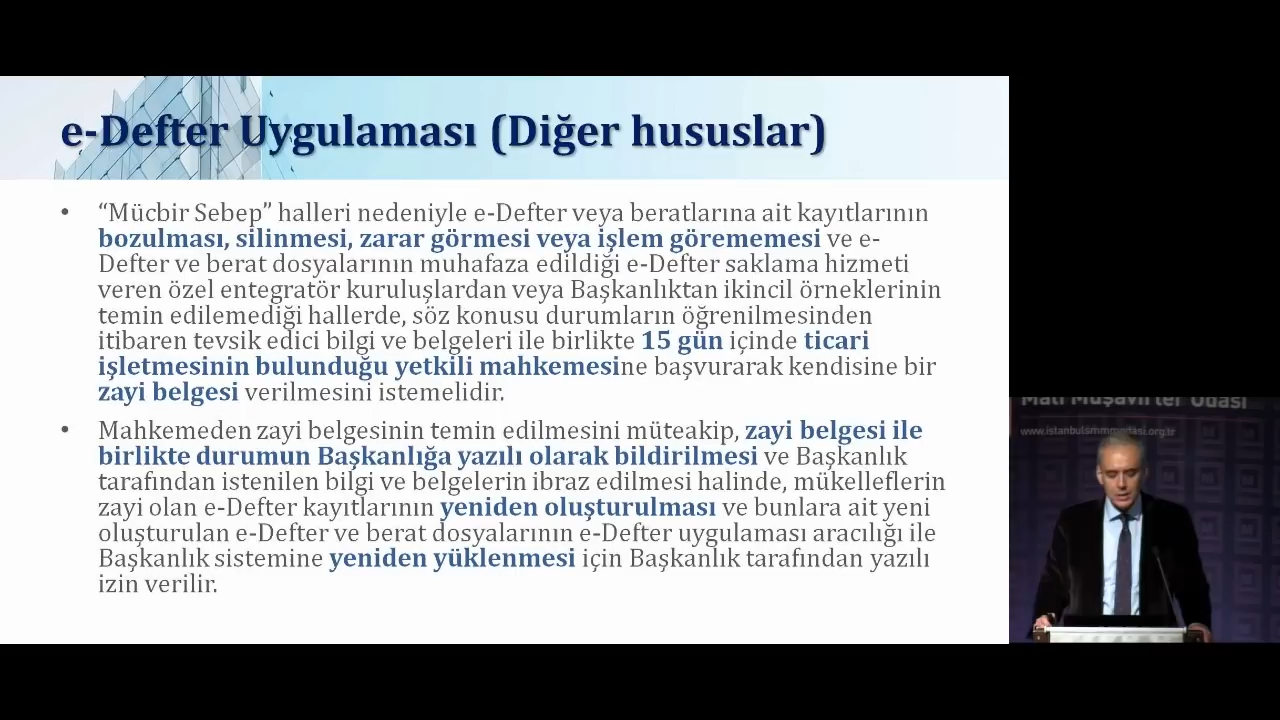 e-Defter Uygulaması (Diğer hususlar)
• “Mücbir Sebep” halleri nedeniyle e-Defter veya beratlarına ait kayıtlarının
bozulması, silinmesi, zarar görmesi veya işlem görememesi ve e-
Defter ve berat dosyalarının muhafaza edildiği e-Defter saklama hizmeti
veren özel entegratör kuruluşlardan veya Başkanlıktan ikincil örneklerinin
temin edilemediği hallerde, söz konusu durumların öğrenilmesinden
itibaren tevsik edici bilgi ve belgeleri ile birlikte 15 gün içinde ticari
işletmesinin bulunduğu yetkili mahkemesine başvurarak kendisine bir
zayi belgesi verilmesini istemelidir.
• Mahkemeden zayi belgesinin temin edilmesini müteakip, zayi belgesi ile
birlikte durumun Başkanlığa yazılı olarak bildirilmesi ve Başkanlık
tarafından istenilen bilgi ve belgelerin ibraz edilmesi halinde, mükelleflerin
zayi olan e-Defter kayıtlarının yeniden oluşturulması ve bunlara ait yeni
oluşturulan e-Defter ve berat dosyalarının e-Defter uygulaması aracılığı ile
Başkanlık sistemine yeniden yüklenmesi için Başkanlık tarafından yazılı
izin verilir.
Mali Müşavirler Odası
www.istanbulsmmmodasi.org.tr